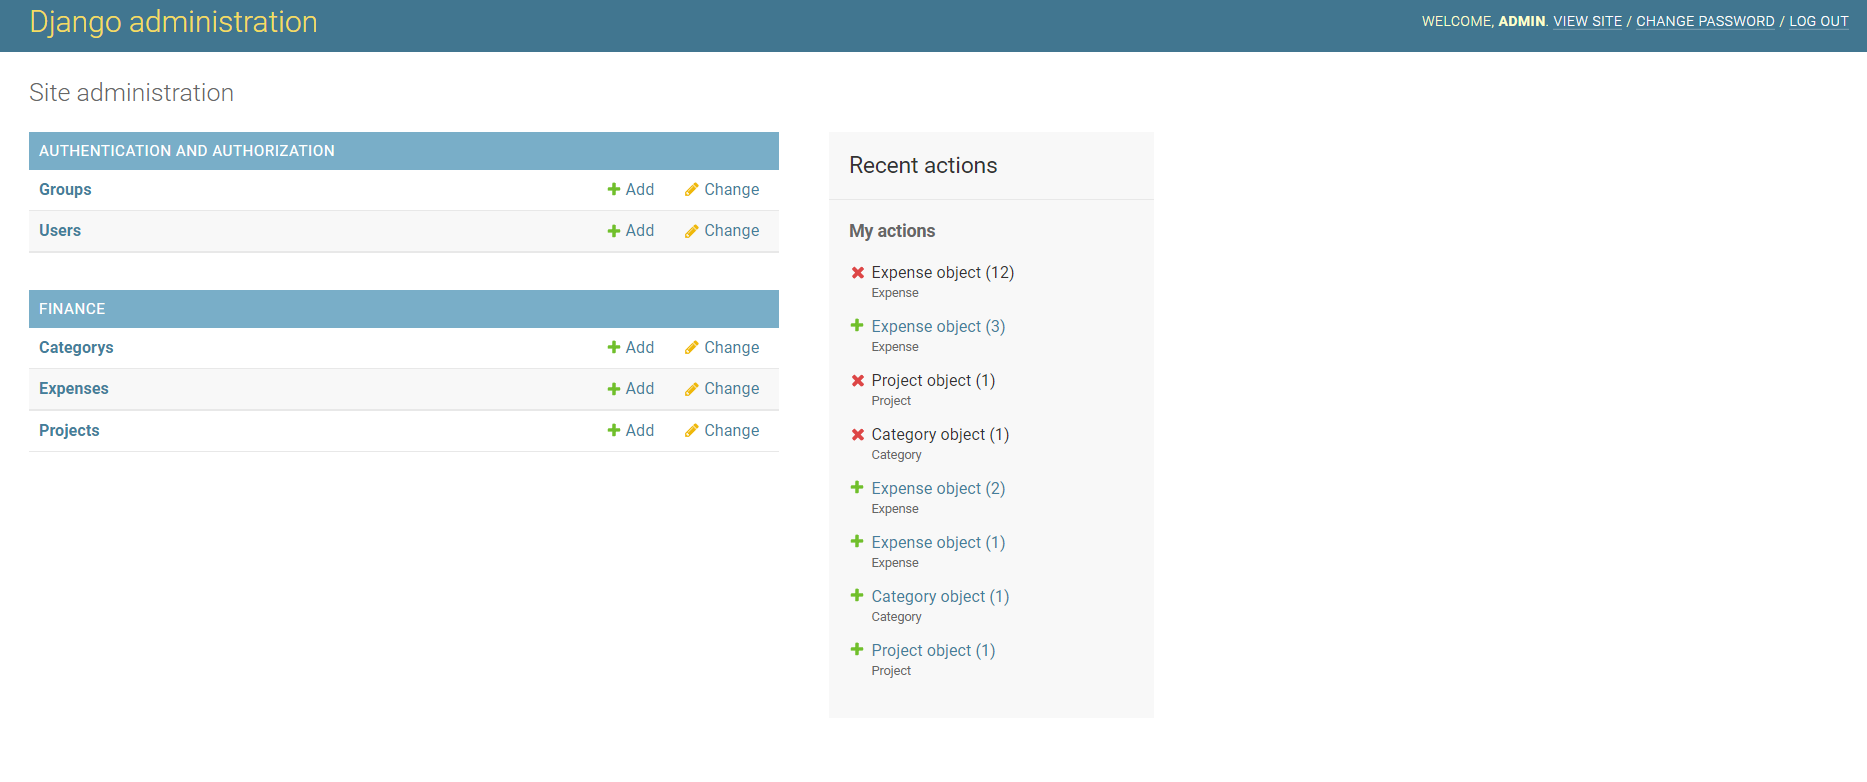 Django administration
WELCOME, ADMIN. VIEW SITE / CHANGE PASSWORD / LOG OUT
Site administration
AUTHENTICATION AND AUTHORIZATION
Groups Add Change
Users Add Change
FINANCE
Categorys Add Change
Expenses Add Change
Projects Add Change
Recent actions
My actions
Expense object (12)
Expense
Expense object (3)
Expense
Project object (1)
Project
Category object (1)
Category
Expense object (2)
Expense
Expense object (1)
Expense
Category object (1)
Category
Project object (1)
Project